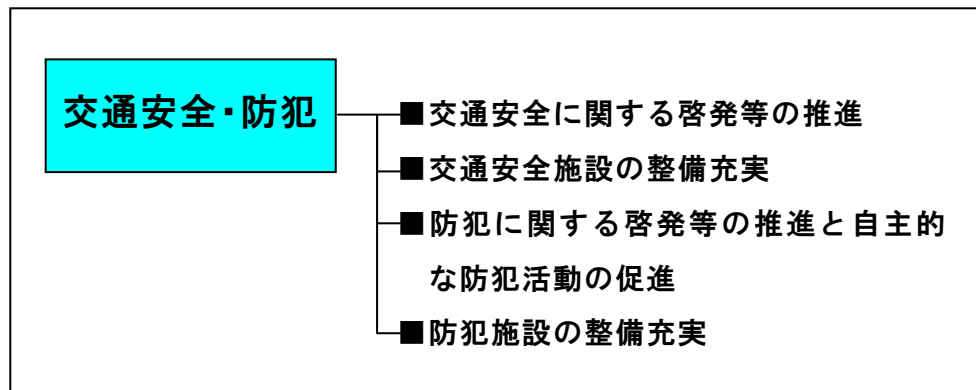 交通安全・防犯
■交通安全に関する啓発等の推進
■交通安全施設の整備充実
■防犯に関する啓発等の推進と自主的
な防犯活動の促進
■防犯施設の整備充実